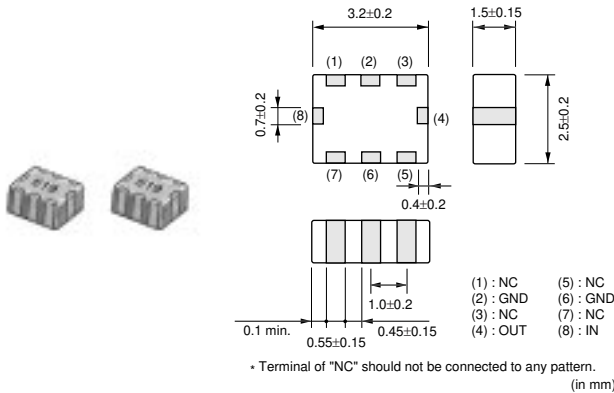 3.2±0.2
1.5±0.15
(1) (2) (3)
0.7±0.2
(8)
(4)
2.5±0.2
(7) (6) (5)
0.4±0.2
1.0±0.2
0.1 min.
0.45±0.15
0.55±0.15
(1) : NC (5) : NC
(2) : GND (6) : GND
(3) : NC (7) : NC
(4) : OUT (8) : IN
* Terminal of "NC" should not be connected to any pattern.
(in mm)